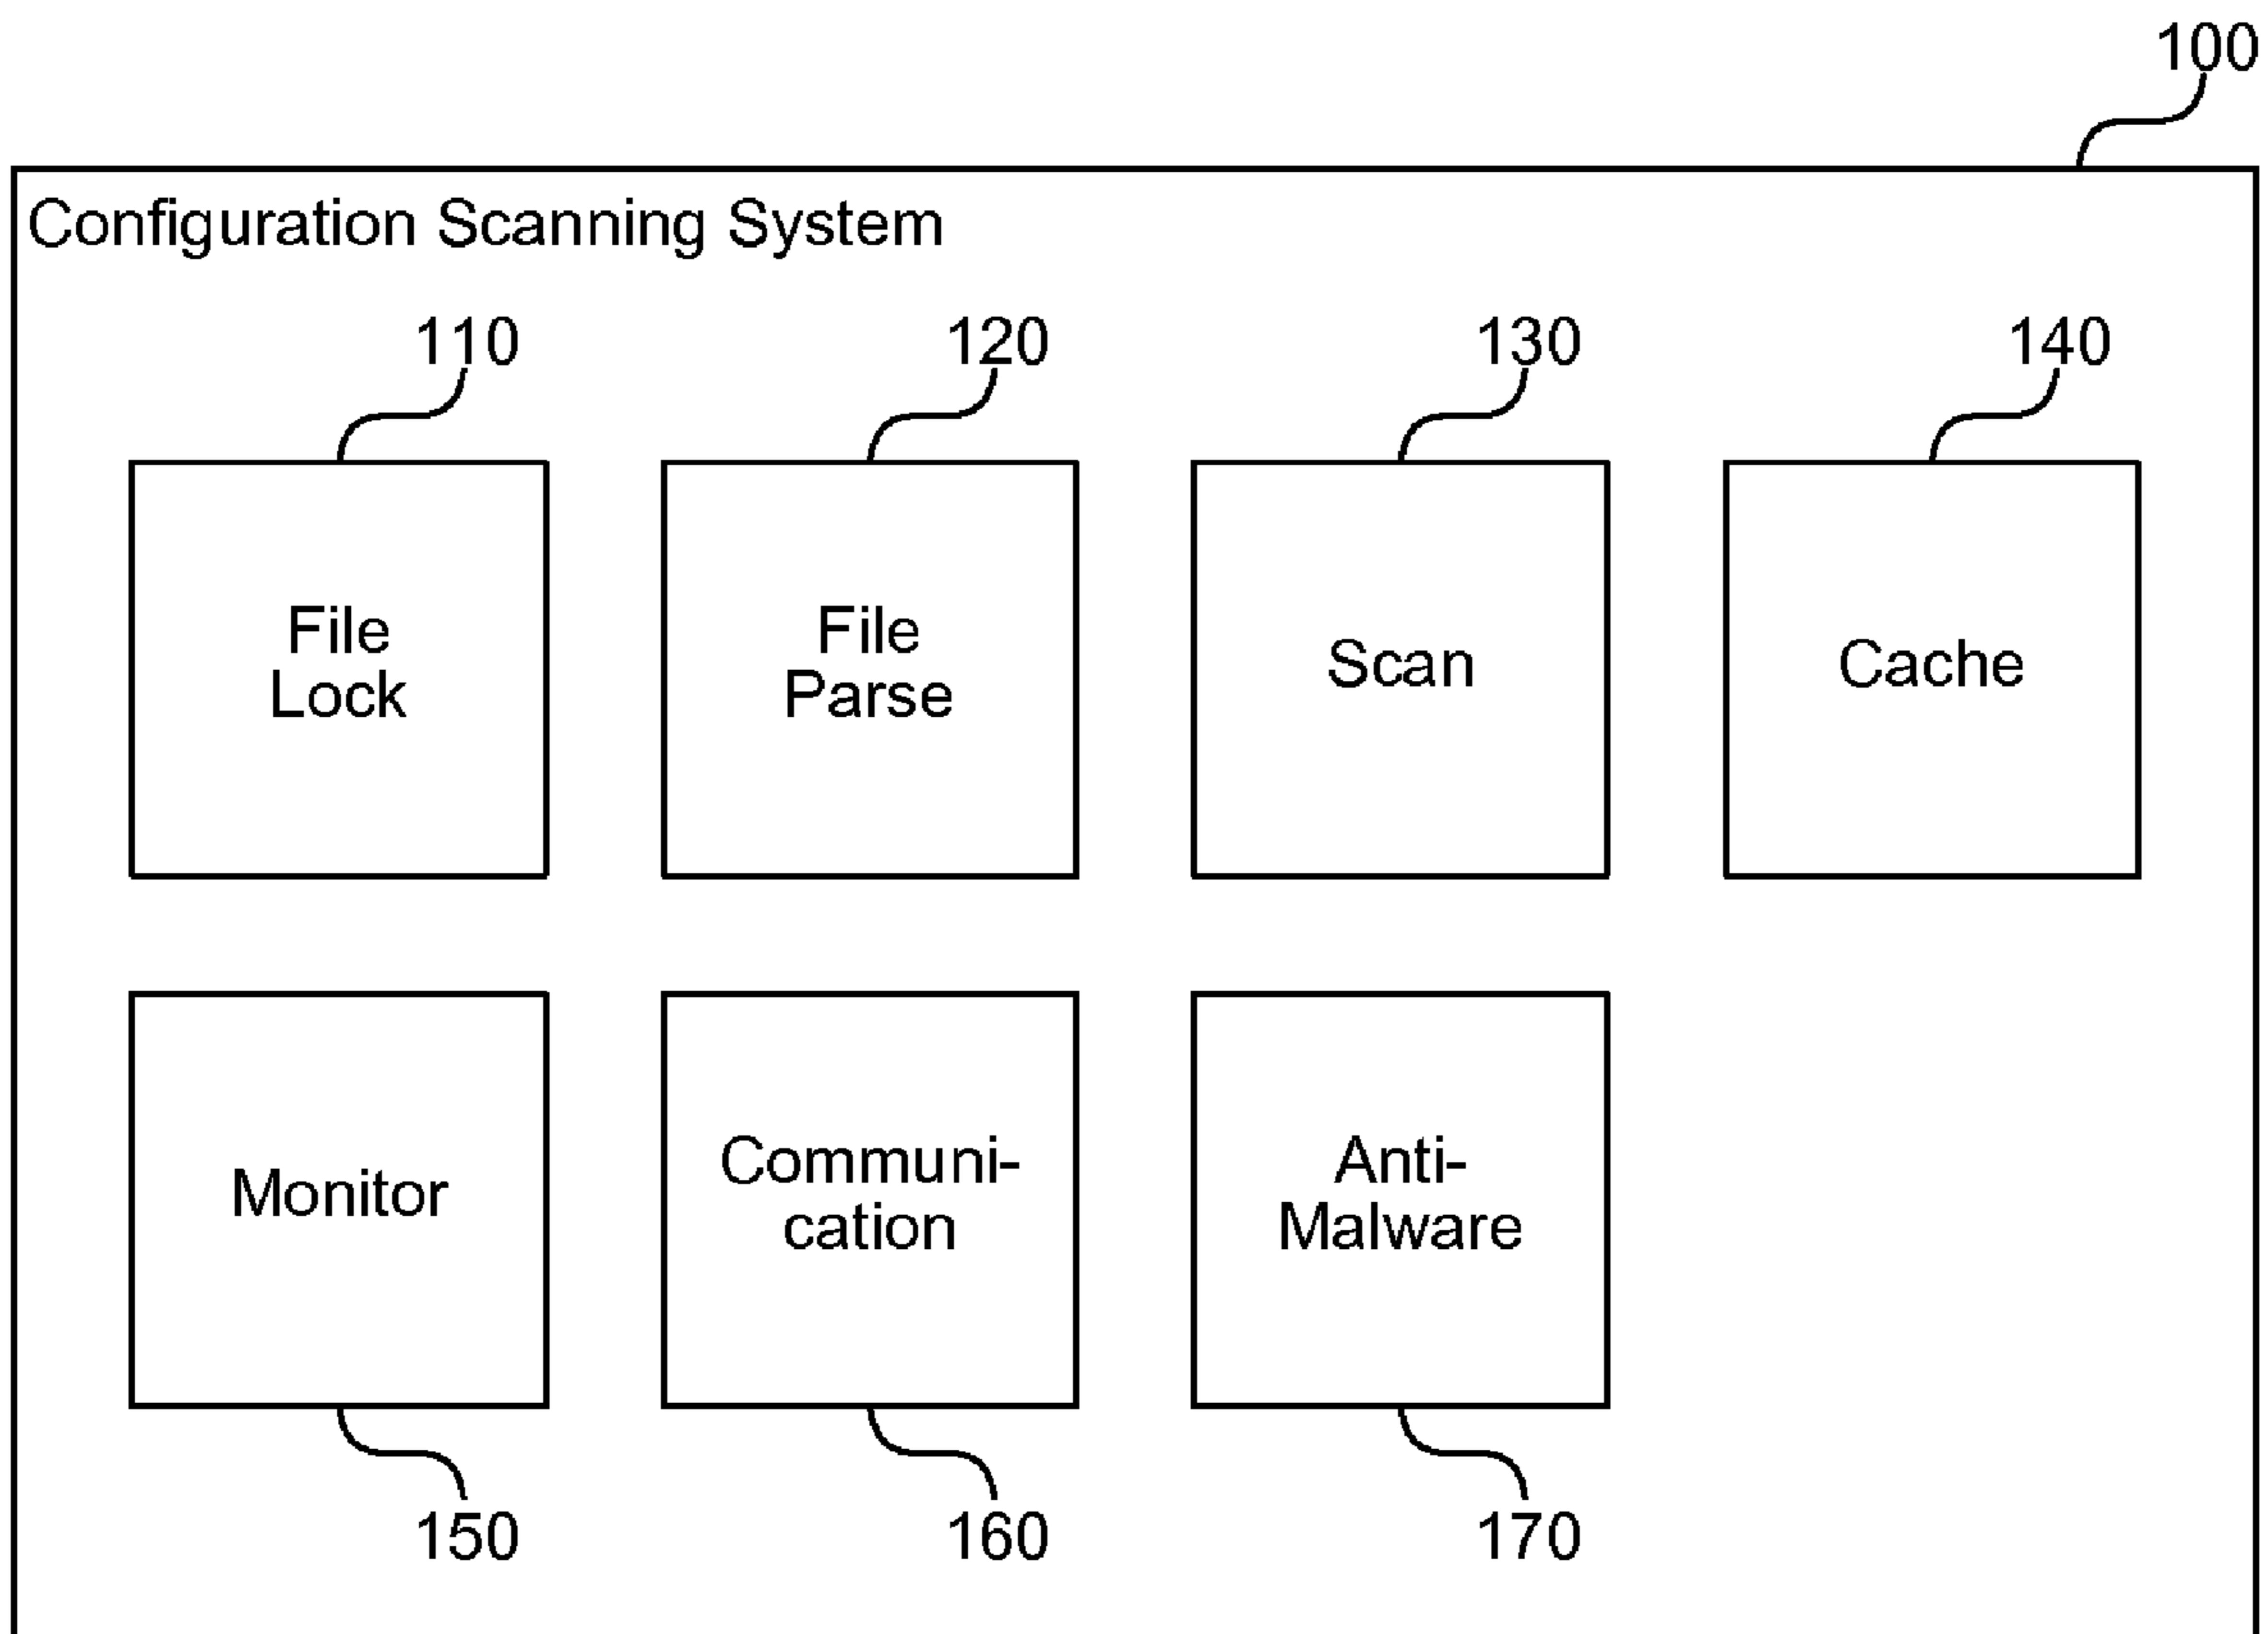 100
Configuration Scanning System
110
120
130
140
File
Lock
File
Parse
Scan
Cache
Monitor
Communi-
cation
Anti-
Malware
150
160
170